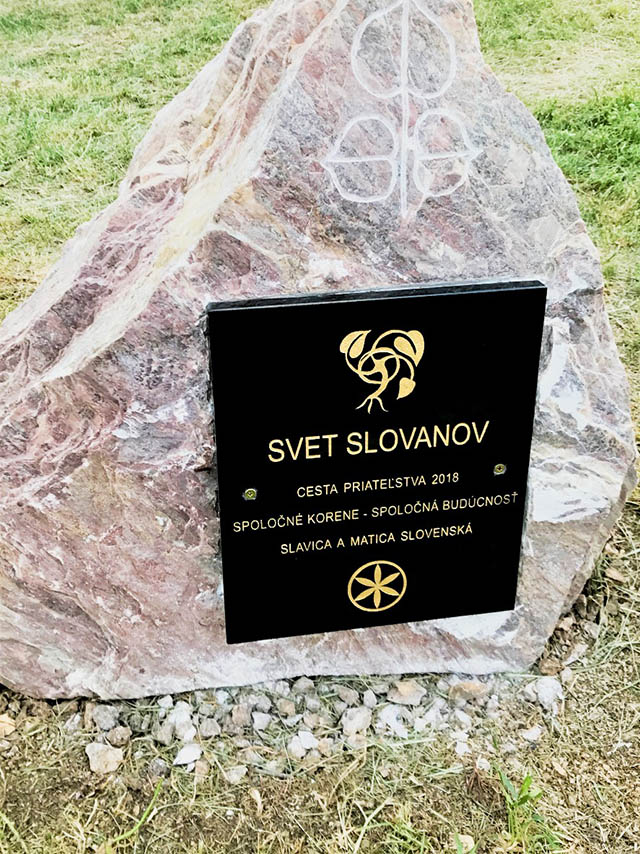 SVET SLOVANOV
CESTA PRIATEĽSTVA 2018
SPOLOČNÉ KORENE - SPOLOČNÁ BUDÚCNOSŤ
SLAVICA A MATICA SLOVENSKÁ